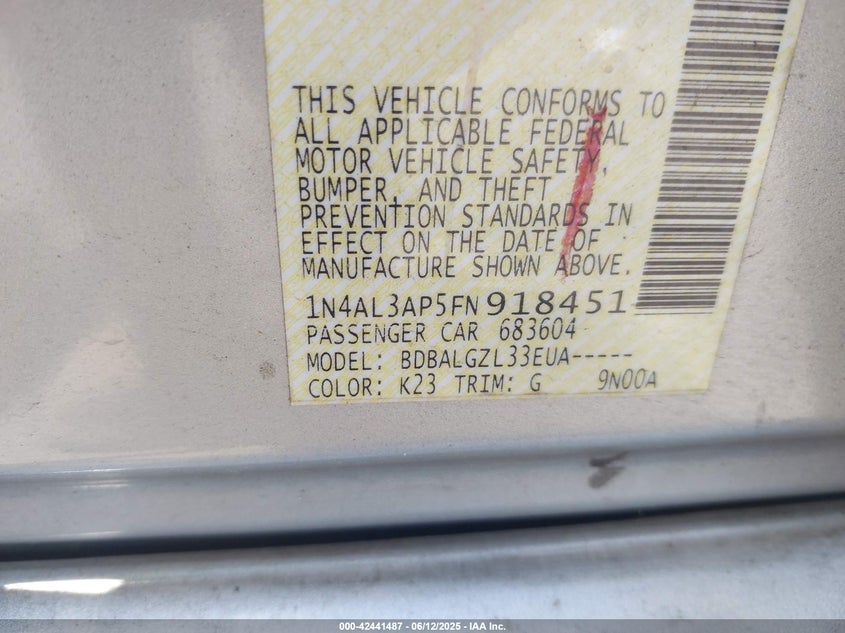 THIS VEHICLE CONFORMS TO
ALL APPLICABLE FEDERAL
MOTOR VEHICLE SAFETY,
BUMPER, AND THEFT
PREVENTION STANDARDS IN
EFFECT ON THE DATE OF
MANUFACTURE SHOWN ABOVE.
1N4AL3AP5FN918451
PASSENGER CAR 683604
MODEL: BDBALGZL33EUA-----
COLOR: K23 TRIM: G 9N00A
000-42441487 - 06/12/2025 - IAA Inc.